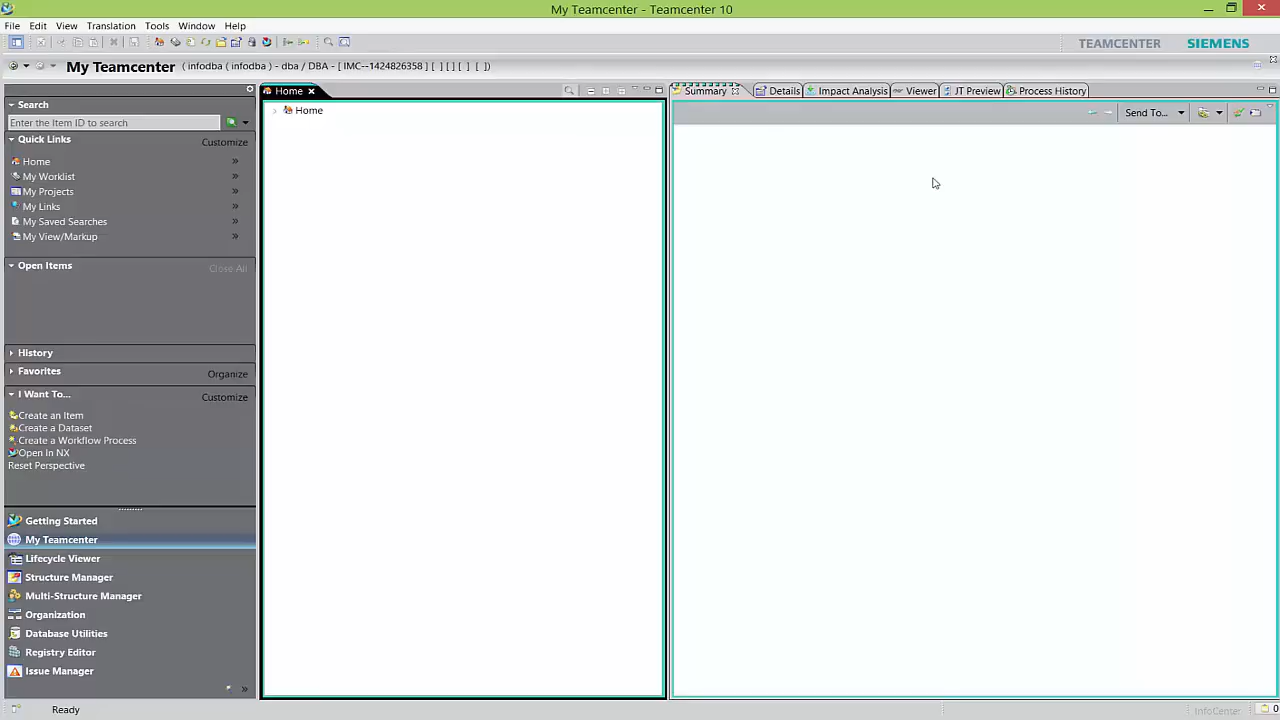 My Teamcenter - Teamcenter 10
File Edit View Translation Tools Window Help
TEAMCENTER SIEMENS
My Teamcenter ( infodba ( infodba ) - dba / DBA - [ IMC--1424826358 ] [ ] [ ] [ ] [ ])
Search
Enter the Item ID to search
Quick Links Customize
Home »
My Worklist »
My Projects »
My Links »
My Saved Searches »
My View/Markup »
Open Items Close All
History
Favorites Organize
I Want To... Customize
Create an Item
Create a Dataset
Create a Workflow Process
Open In NX
Reset Perspective
Getting Started
My Teamcenter
Lifecycle Viewer
Structure Manager
Multi-Structure Manager
Organization
Database Utilities
Registry Editor
Issue Manager
»
Home
Home
Summary Details Impact Analysis Viewer JT Preview Process History
Send To...
Ready
InfoCenter 0